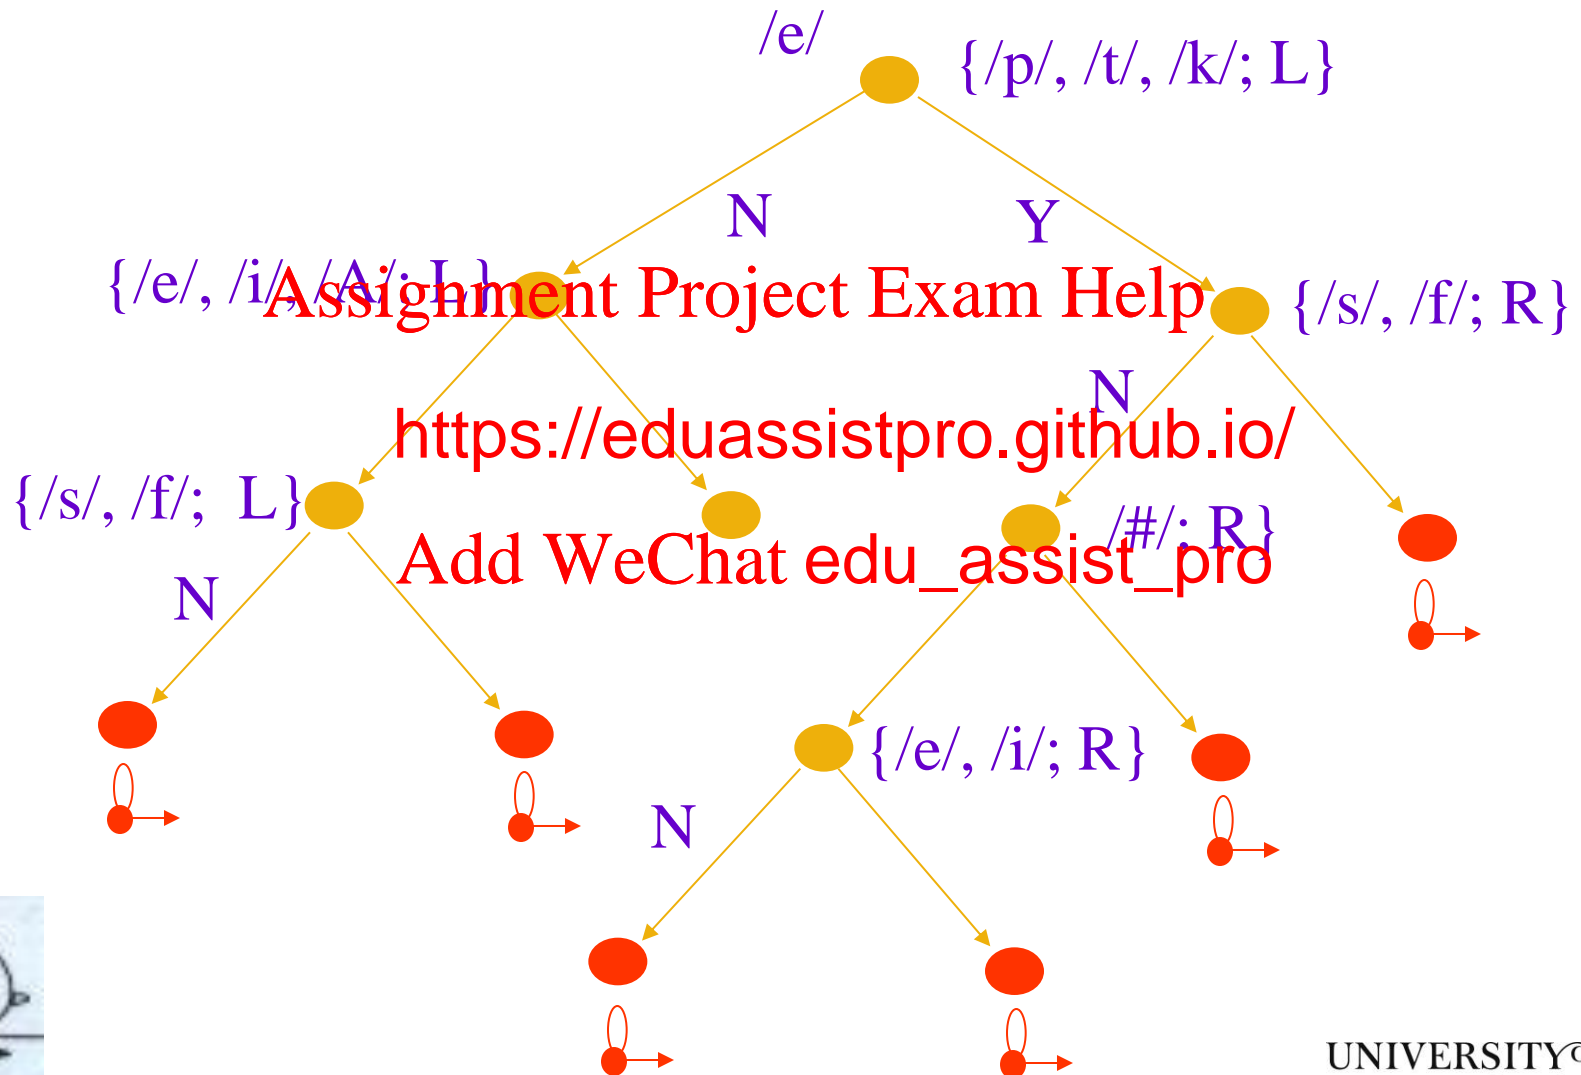 /e/
{/p/, /t/, /k/; L}
N
Y
{/e/, /i/, /A/; L}
Assignment Project Exam Help
{/s/, /f/; R}
N
https://eduassistpro.github.io/
{/s/, /f/; L}
/#/; R}
Add WeChat edu_assist_pro
N
{/e/, /i/; R}
N
UNIVERSITY